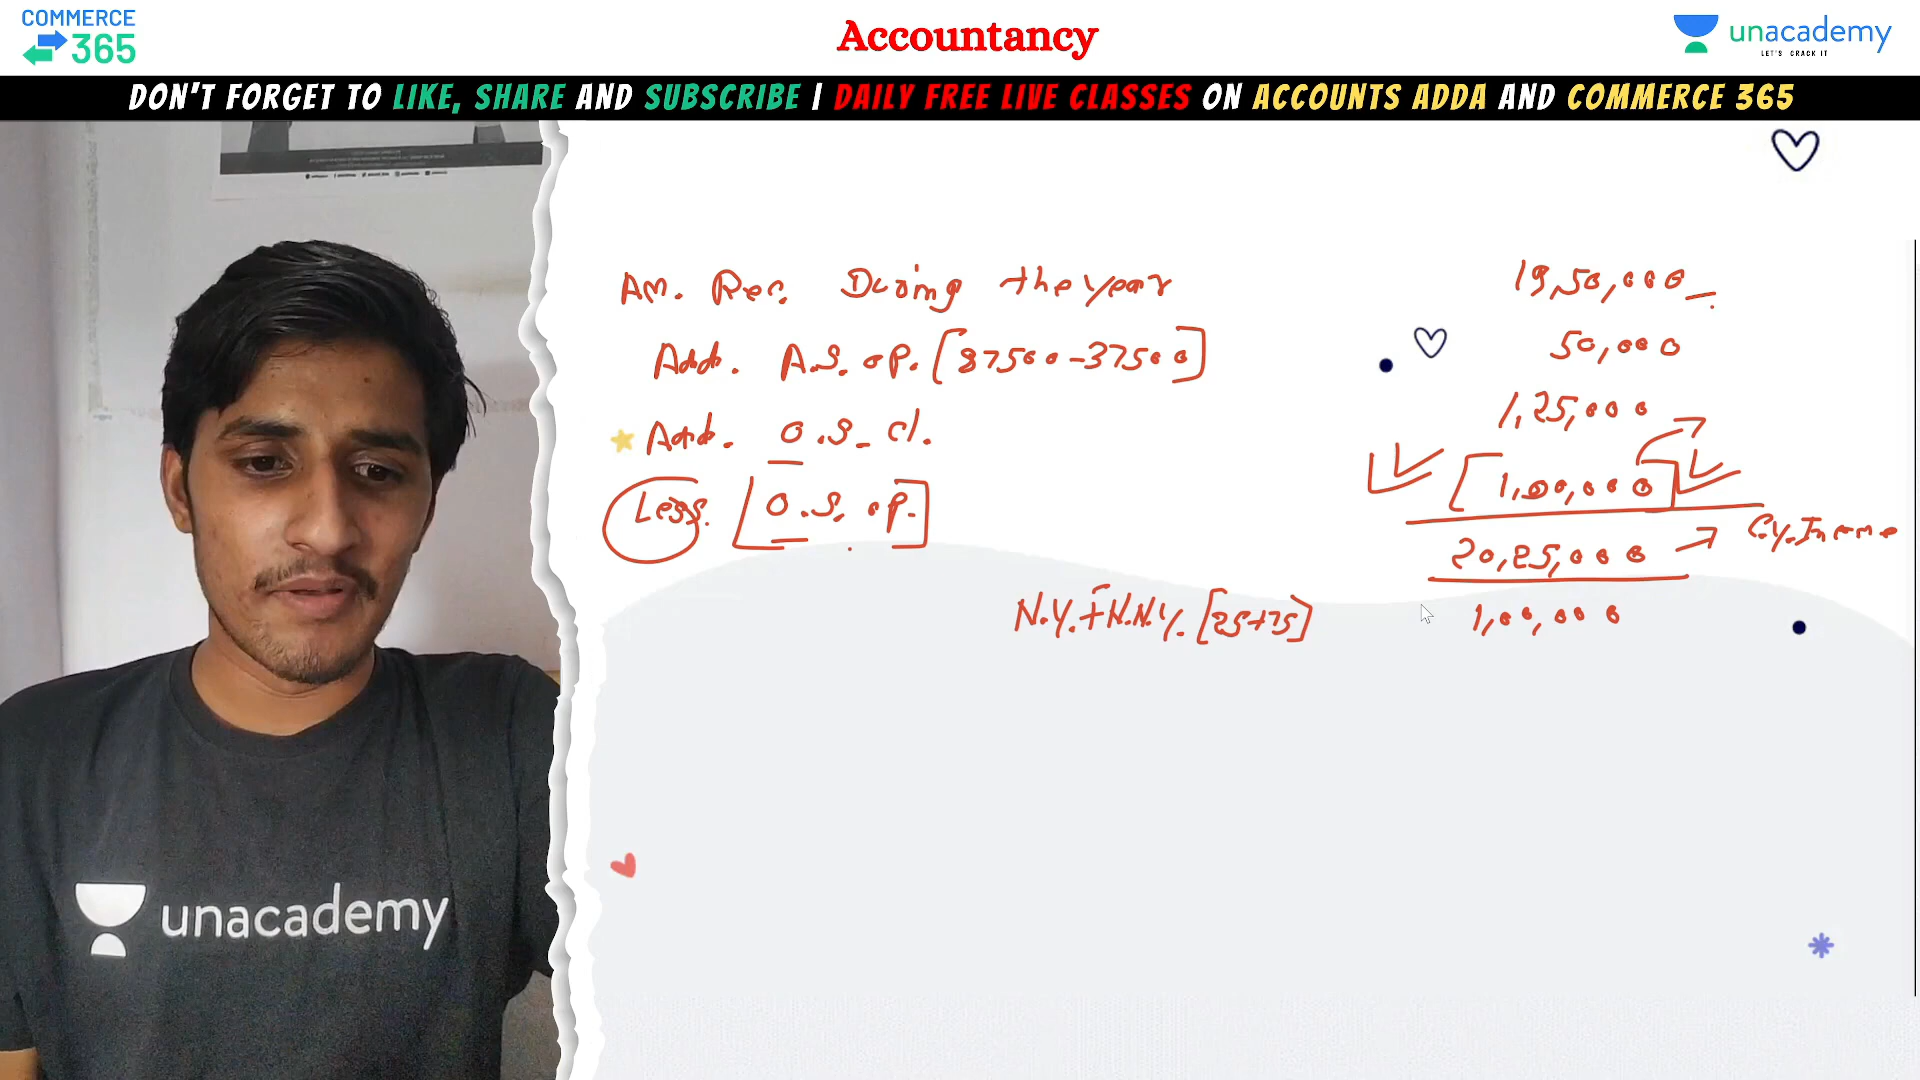 COMMERCE
365
Accountancy
unacademy
LET'S CRACK IT
DON'T FORGET TO LIKE, SHARE AND SUBSCRIBE | DAILY FREE LIVE CLASSES ON ACCOUNTS ADDA AND COMMERCE 365
Am. Rec. During the year 19,50,000
Add. A.S. op. [87500-37500] 50,000
Add. O.S. cl. 1,25,000
Less. [O.S. op.] [1,00,000]
20,25,000 → C.Y. Income
N.Y. + N.N.Y. [25+75] 1,00,000
unacademy